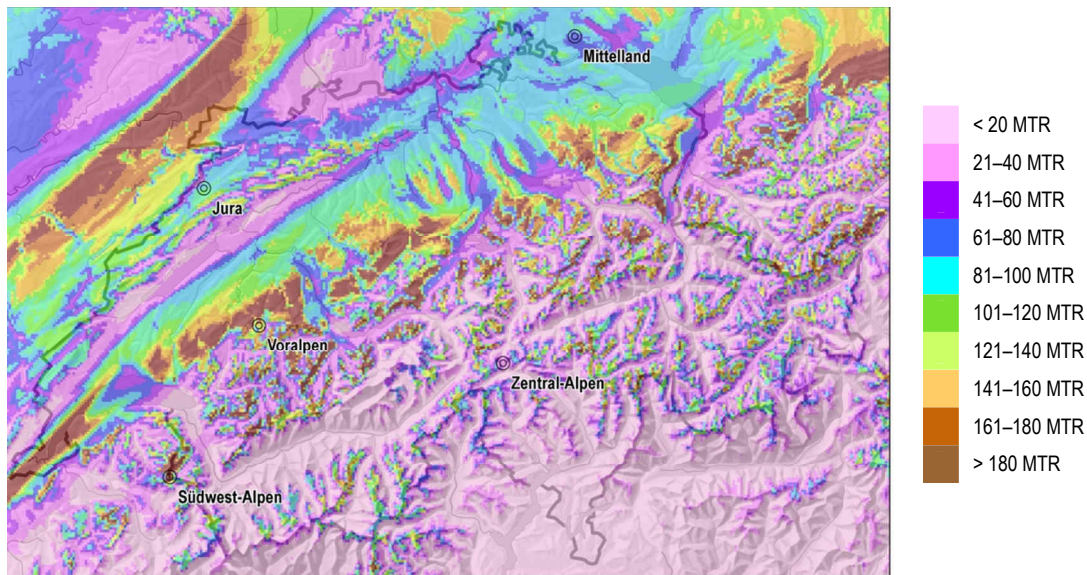 Mittelland
Jura
Voralpen
Zentral-Alpen
Südwest-Alpen
< 20 MTR
21–40 MTR
41–60 MTR
61–80 MTR
81–100 MTR
101–120 MTR
121–140 MTR
141–160 MTR
161–180 MTR
> 180 MTR